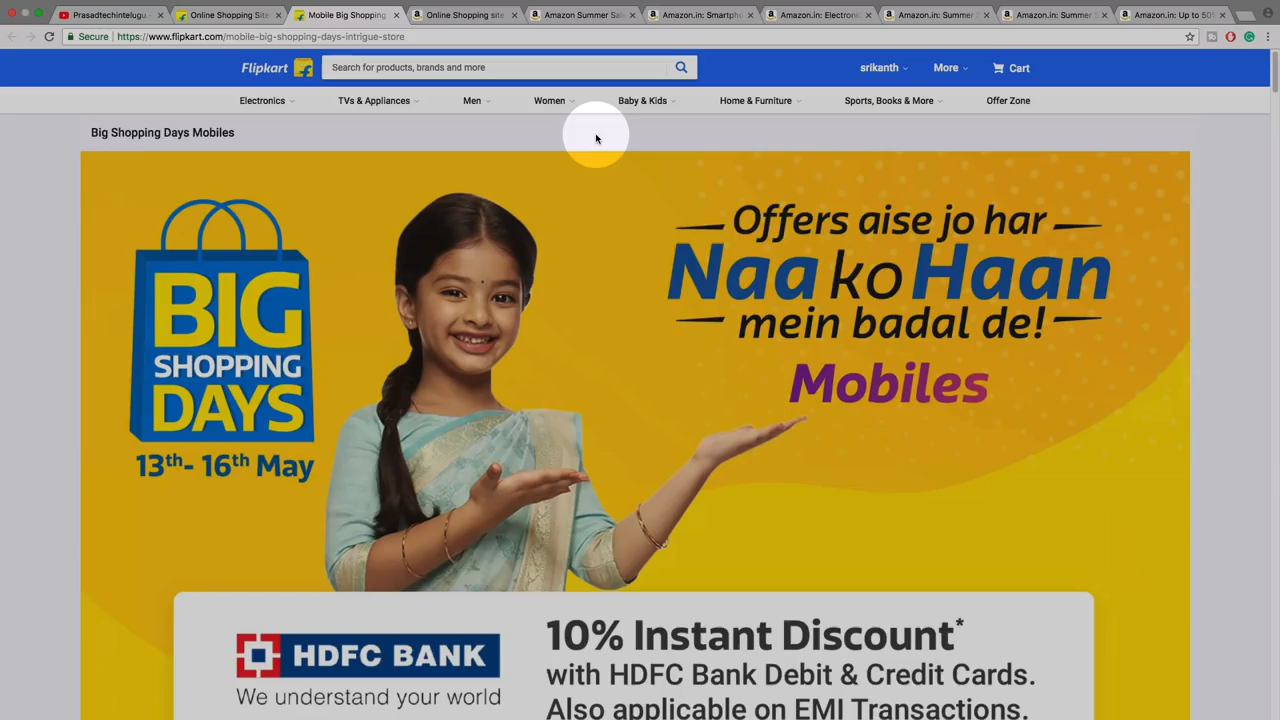 Prasadtechintelugu -
Online Shopping Site
Mobile Big Shopping
Online Shopping site
Amazon Summer Sale
Amazon.in: Smartpho
Amazon.in: Electroni
Amazon.in: Summer
Amazon.in: Summer
Amazon.in: Up to 50%
Secure
https://www.flipkart.com/mobile-big-shopping-days-intrigue-store
Flipkart
Search for products, brands and more
srikanth
More
Cart
Electronics
TVs & Appliances
Men
Women
Baby & Kids
Home & Furniture
Sports, Books & More
Offer Zone
Big Shopping Days Mobiles
BIG
SHOPPING
DAYS
13th- 16th May
Offers aise jo har
Naa ko Haan
mein badal de!
Mobiles
HDFC BANK
We understand your world
10% Instant Discount*
with HDFC Bank Debit & Credit Cards.
Also applicable on EMI Transactions.